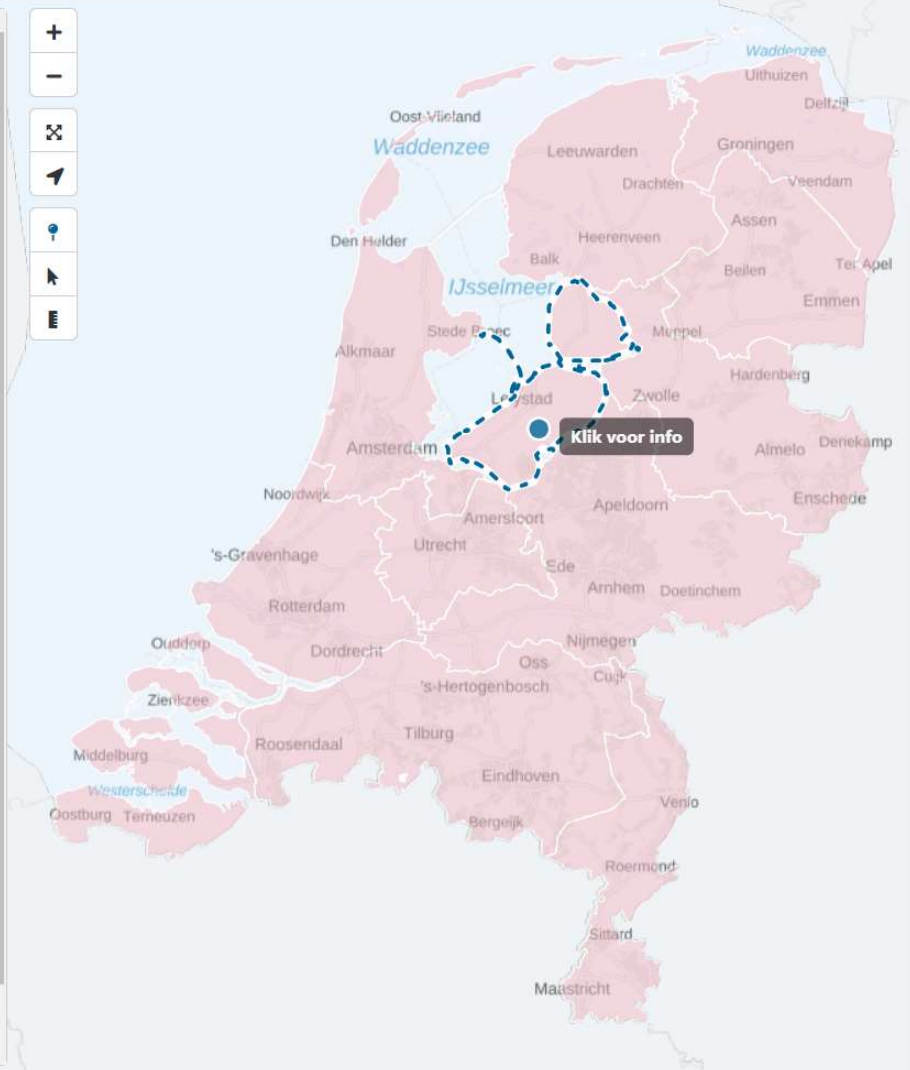 +
−
Waddenzee
Uithuizen
Delfzijl
Oost-Vlieland
Waddenzee
Leeuwarden
Groningen
Drachten
Veendam
Assen
Den Helder
Heerenveen
Balk
Beilen
Ter Apel
IJsselmeer
Emmen
Stede Broec
Meppel
Alkmaar
Hardenberg
Lelystad
Zwolle
Klik voor info
Amsterdam
Almelo
Denekamp
Noordwijk
Enschede
Apeldoorn
Amersfoort
Utrecht
's-Gravenhage
Ede
Arnhem
Doetinchem
Rotterdam
Ouddorp
Dordrecht
Nijmegen
Oss
Cuijk
's-Hertogenbosch
Zierikzee
Tilburg
Roosendaal
Middelburg
Eindhoven
Westerschelde
Venlo
Oostburg
Terneuzen
Bergeijk
Roermond
Sittard
Maastricht